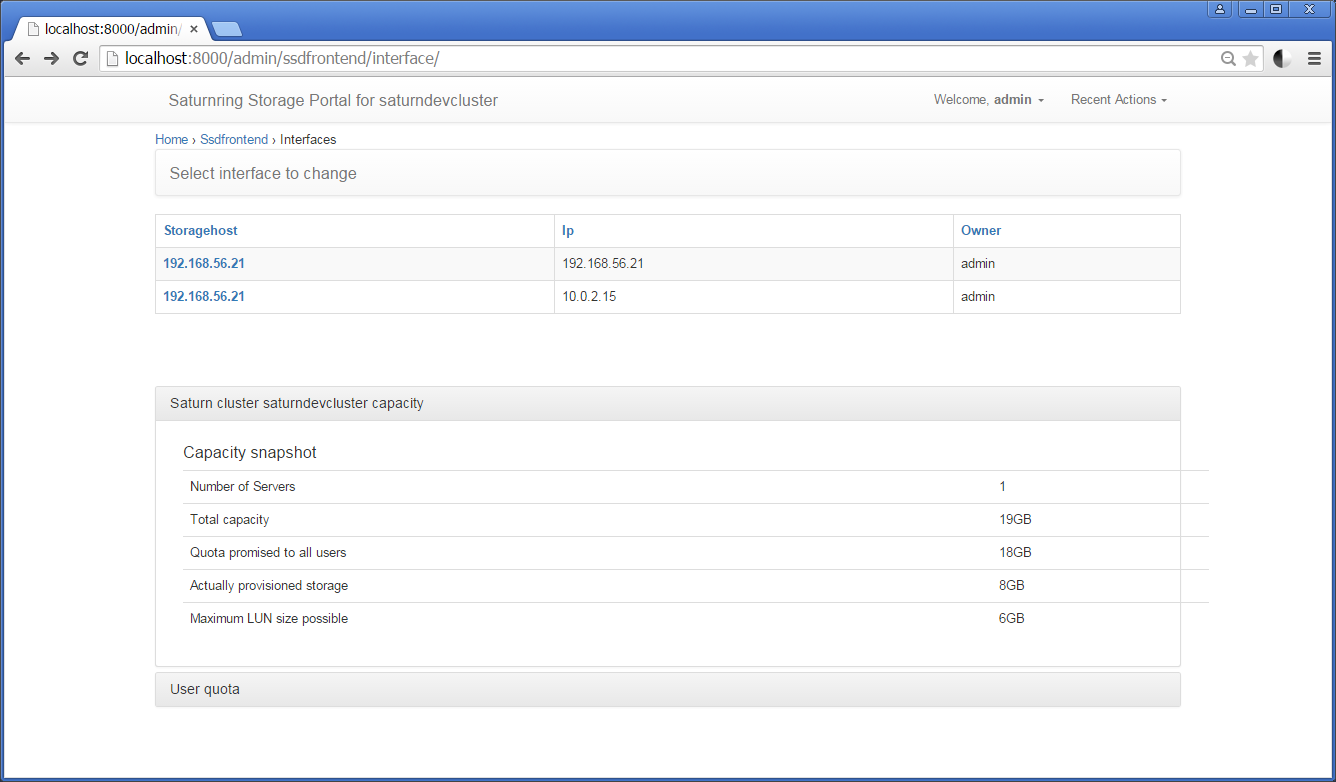 localhost:8000/admin/
localhost:8000/admin/ssdfrontend/interface/
Saturnring Storage Portal for saturndevcluster Welcome, admin Recent Actions
Home › Ssdfrontend › Interfaces
Select interface to change
Storagehost Ip Owner
192.168.56.21 192.168.56.21 admin
192.168.56.21 10.0.2.15 admin
Saturn cluster saturndevcluster capacity
Capacity snapshot
Number of Servers 1
Total capacity 19GB
Quota promised to all users 18GB
Actually provisioned storage 8GB
Maximum LUN size possible 6GB
User quota